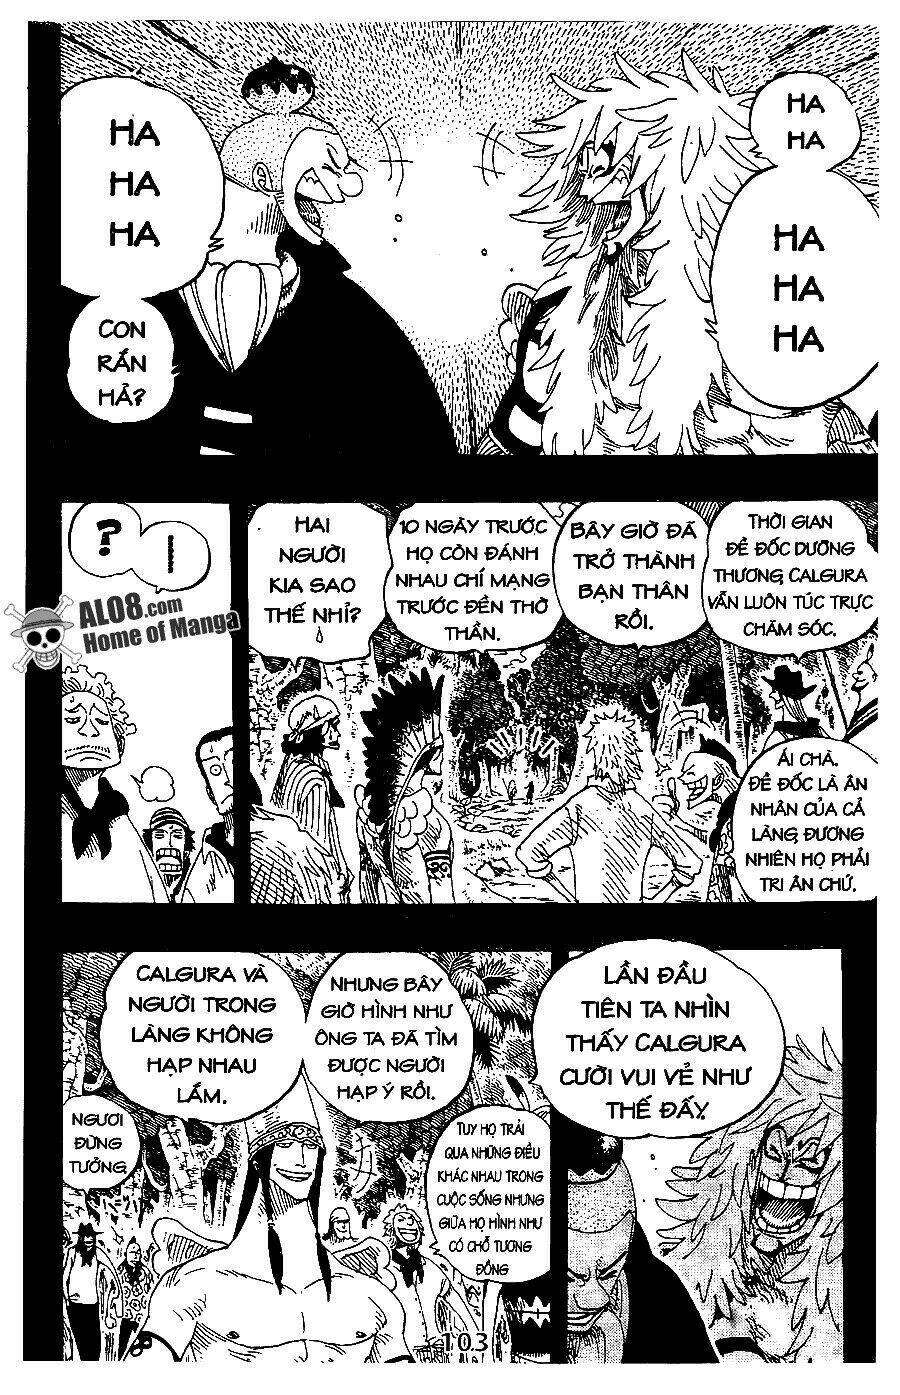 HA
HA
HA
HA
HA
HA
HA
HA
CON
RẮN
HẢ?
THỜI GIAN
ĐỀ ĐỐC DƯỠNG
THƯƠNG, CALGURA
VẪN LUÔN TÚC TRỰC
CHĂM SÓC.
BÂY GIỜ ĐÃ
TRỞ THÀNH
BẠN THÂN
RỒI.
10 NGÀY TRƯỚC
HỌ CÒN ĐÁNH
NHAU CHÍ MẠNG
TRƯỚC ĐỀN THỜ
THẦN.
HAI
NGƯỜI
KIA SAO
THẾ NHỈ?
ÁI CHÀ.
ĐỀ ĐỐC LÀ ÂN
NHÂN CỦA CẢ
LÀNG, ĐƯƠNG
NHIÊN HỌ PHẢI
TRI ÂN CHỨ.
!
?
AL08.com
Home of Manga
LẦN ĐẦU
TIÊN TA NHÌN
THẤY CALGURA
CƯỜI VUI VẺ NHƯ
THẾ ĐẤY.
NHƯNG BÂY
GIỜ HÌNH NHƯ
ÔNG TA ĐÃ TÌM
ĐƯỢC NGƯỜI
HẠP Ý RỒI.
CALGURA VÀ
NGƯỜI TRONG
LÀNG KHÔNG
HẠP NHAU
LẮM.
TUY HỌ TRẢI
QUA NHỮNG ĐIỀU
KHÁC NHAU TRONG
CUỘC SỐNG NHƯNG
GIỮA HỌ HÌNH NHƯ
CÓ CHỖ TƯƠNG
ĐỒNG
NGƯƠI
ĐỪNG
TƯỞNG
103